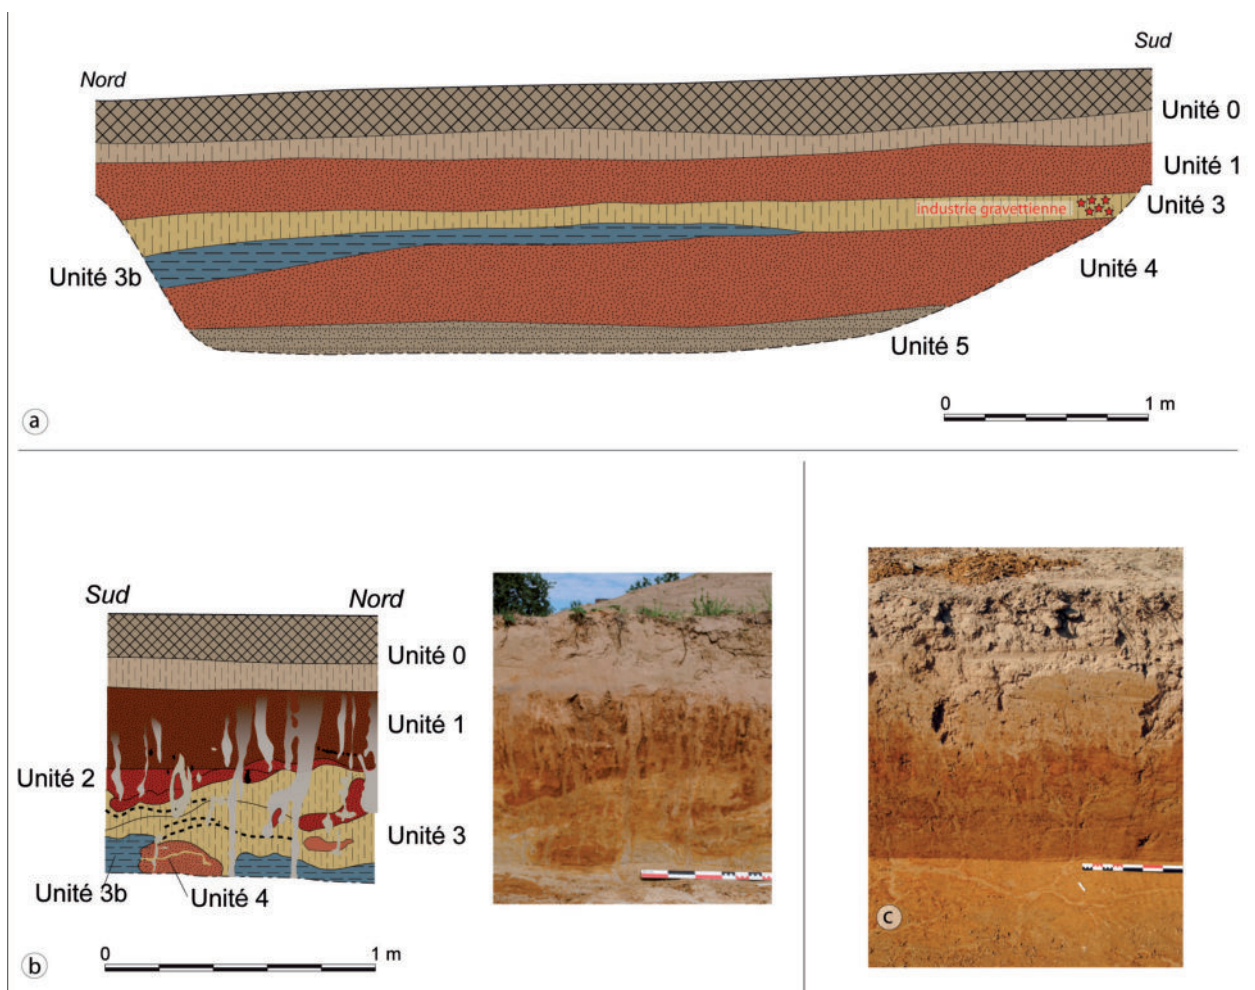 Nord
Sud
Unité 0
Unité 1
industrie gravettienne
Unité 3
Unité 3b
Unité 4
Unité 5
0 1 m
a
Sud
Nord
Unité 0
Unité 1
Unité 2
Unité 3
Unité 3b
Unité 4
0 1 m
b
c